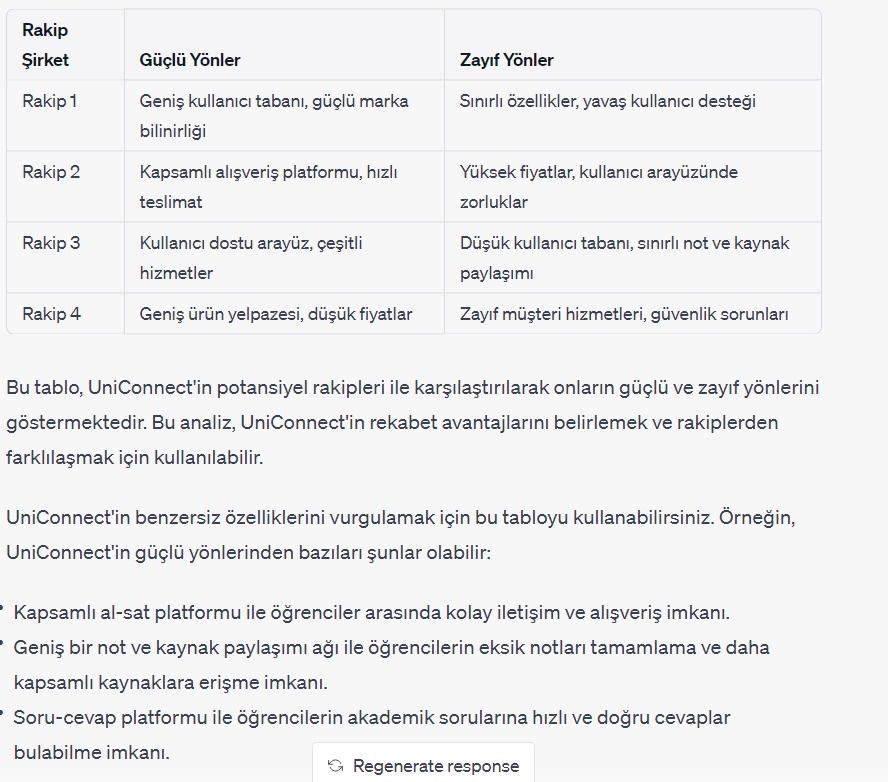 Rakip
Şirket
Güçlü Yönler
Zayıf Yönler
Rakip 1
Geniş kullanıcı tabanı, güçlü marka
bilinirliği
Sınırlı özellikler, yavaş kullanıcı desteği
Rakip 2
Kapsamlı alışveriş platformu, hızlı
teslimat
Yüksek fiyatlar, kullanıcı arayüzünde
zorluklar
Rakip 3
Kullanıcı dostu arayüz, çeşitli
hizmetler
Düşük kullanıcı tabanı, sınırlı not ve kaynak
paylaşımı
Rakip 4
Geniş ürün yelpazesi, düşük fiyatlar
Zayıf müşteri hizmetleri, güvenlik sorunları
Bu tablo, UniConnect'in potansiyel rakipleri ile karşılaştırılarak onların güçlü ve zayıf yönlerini
göstermektedir. Bu analiz, UniConnect'in rekabet avantajlarını belirlemek ve rakiplerden
farklılaşmak için kullanılabilir.
UniConnect'in benzersiz özelliklerini vurgulamak için bu tabloyu kullanabilirsiniz. Örneğin,
UniConnect'in güçlü yönlerinden bazıları şunlar olabilir:
• Kapsamlı al-sat platformu ile öğrenciler arasında kolay iletişim ve alışveriş imkanı.
• Geniş bir not ve kaynak paylaşımı ağı ile öğrencilerin eksik notları tamamlama ve daha
kapsamlı kaynaklara erişme imkanı.
• Soru-cevap platformu ile öğrencilerin akademik sorularına hızlı ve doğru cevaplar
bulabilme imkanı.
Regenerate response